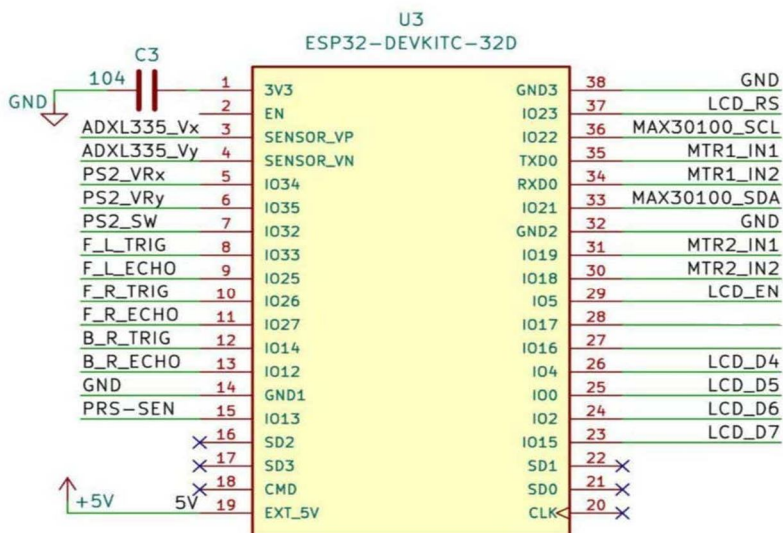 U3
ESP32-DEVKITC-32D
C3
104
GND
1 3V3 GND3 38 GND
2 EN IO23 37 LCD_RS
ADXL335_Vx 3 SENSOR_VP IO22 36 MAX30100_SCL
ADXL335_Vy 4 SENSOR_VN TXD0 35 MTR1_IN1
PS2_VRx 5 IO34 RXD0 34 MTR1_IN2
PS2_VRy 6 IO35 IO21 33 MAX30100_SDA
PS2_SW 7 IO32 GND2 32 GND
F_L_TRIG 8 IO33 IO19 31 MTR2_IN1
F_L_ECHO 9 IO25 IO18 30 MTR2_IN2
F_R_TRIG 10 IO26 IO5 29 LCD_EN
F_R_ECHO 11 IO27 IO17 28
B_R_TRIG 12 IO14 IO16 27
B_R_ECHO 13 IO12 IO4 26 LCD_D4
GND 14 GND1 IO0 25 LCD_D5
PRS-SEN 15 IO13 IO2 24 LCD_D6
16 SD2 IO15 23 LCD_D7
17 SD3 SD1 22
18 CMD SD0 21
+5V 5V 19 EXT_5V CLK 20